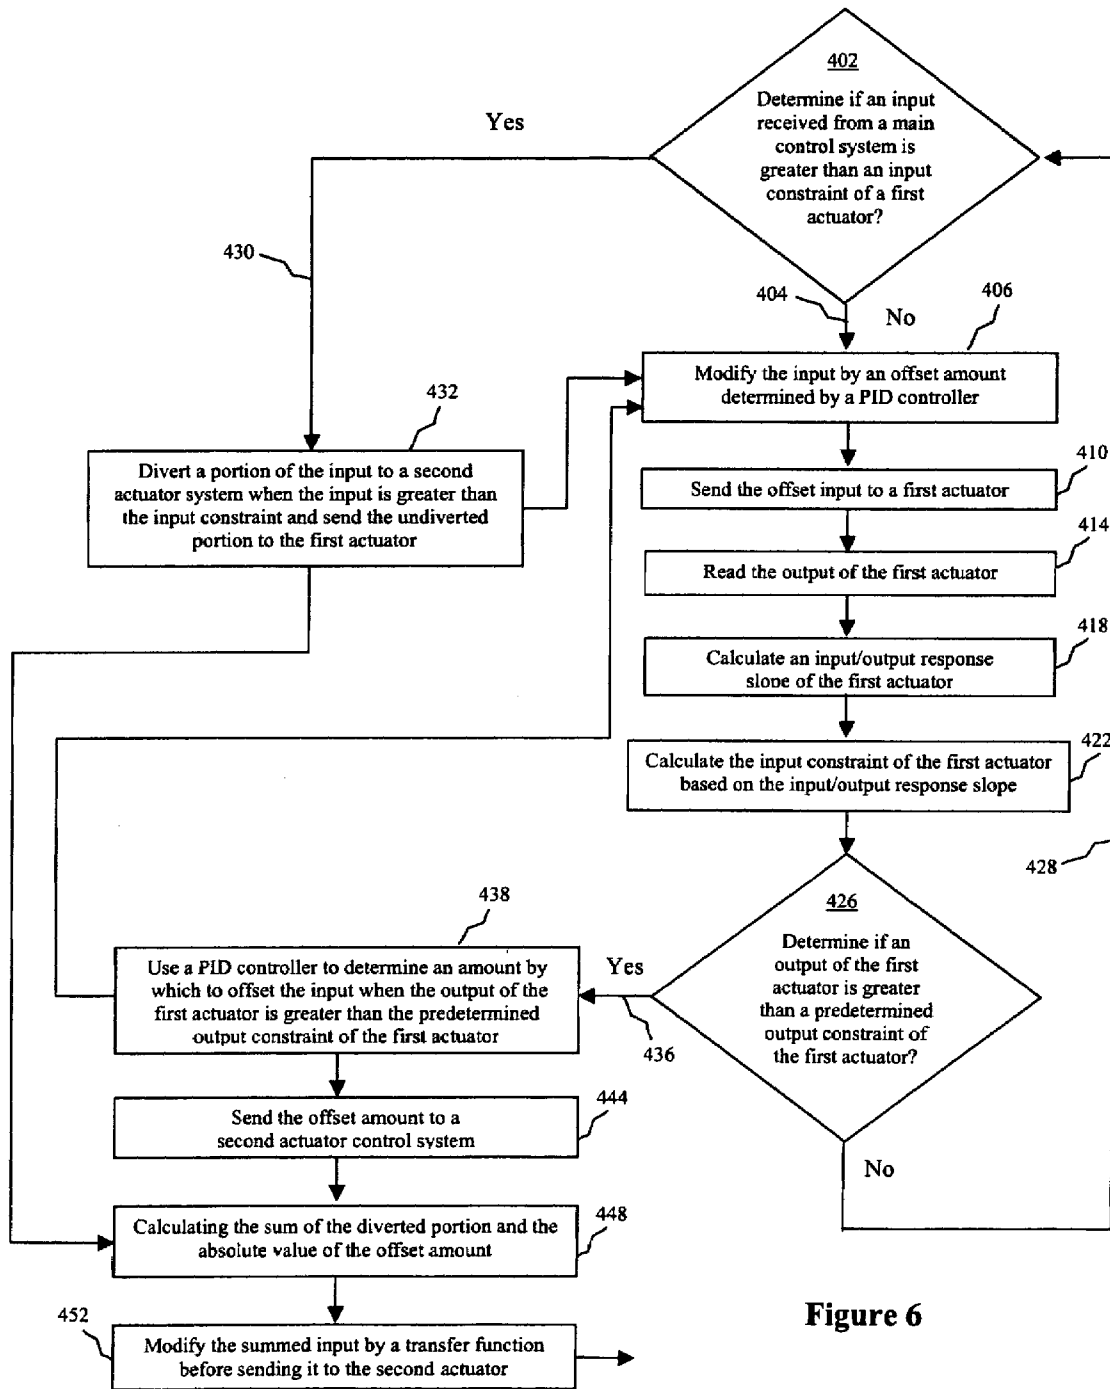 402
Determine if an input
received from a main
control system is
greater than an input
constraint of a first
actuator?
Yes
430
404
No
406
Modify the input by an offset amount
determined by a PID controller
432
Divert a portion of the input to a second
actuator system when the input is greater than
the input constraint and send the undiverted
portion to the first actuator
410
Send the offset input to a first actuator
414
Read the output of the first actuator
418
Calculate an input/output response
slope of the first actuator
422
Calculate the input constraint of the first actuator
based on the input/output response slope
428
426
Determine if an
output of the first
actuator is greater
than a predetermined
output constraint of
the first actuator?
Yes
436
No
438
Use a PID controller to determine an amount by
which to offset the input when the output of the
first actuator is greater than the predetermined
output constraint of the first actuator
444
Send the offset amount to a
second actuator control system
448
Calculating the sum of the diverted portion and the
absolute value of the offset amount
452
Modify the summed input by a transfer function
before sending it to the second actuator
Figure 6